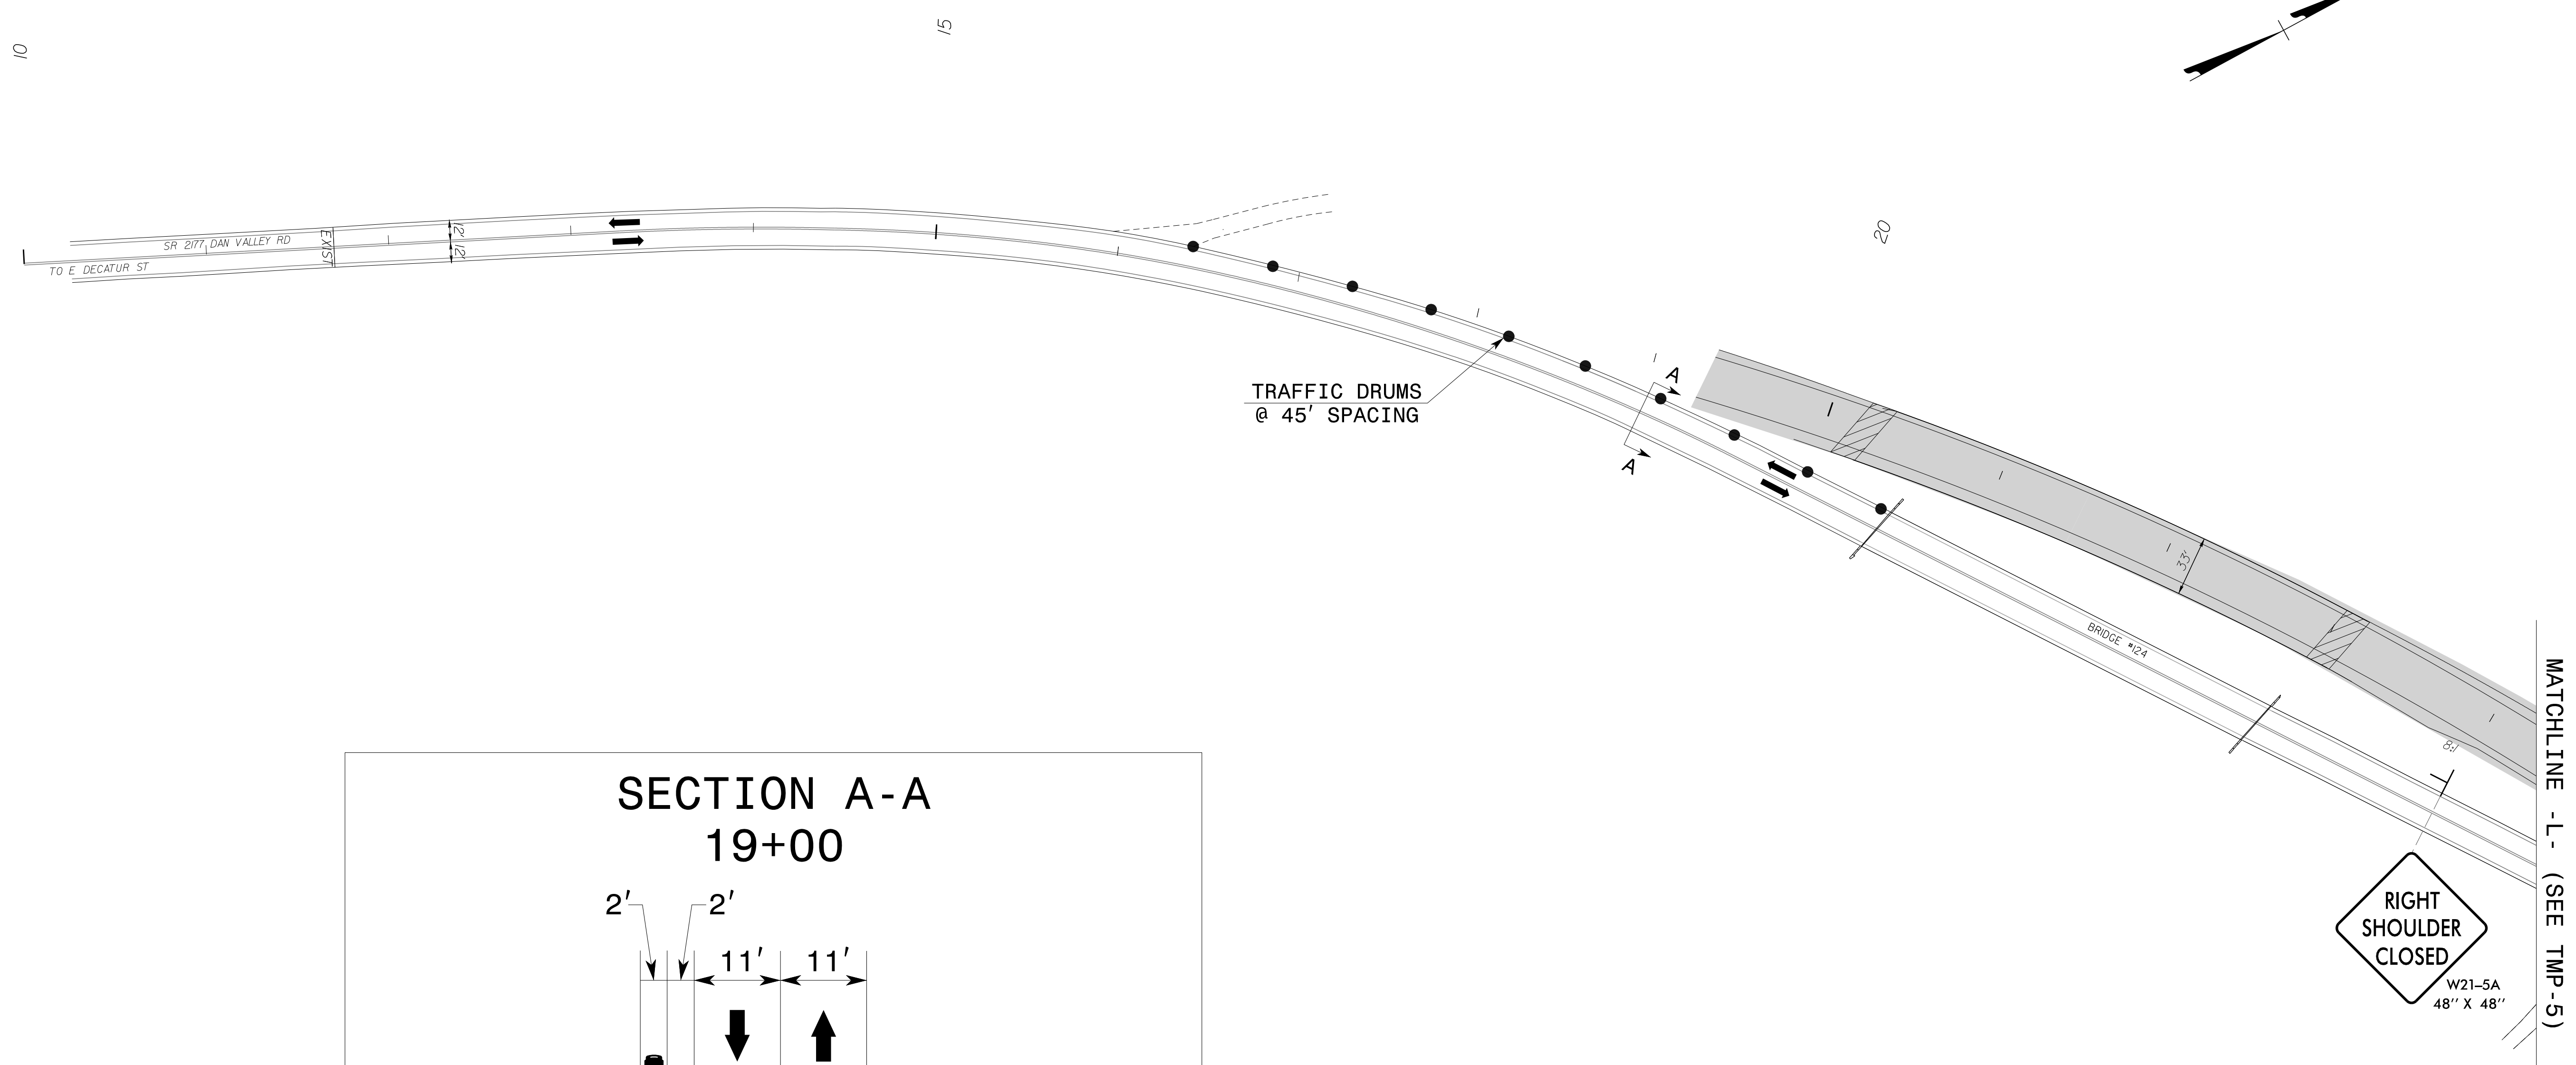 10
15
20
SR 2177 DAN VALLEY RD
TO E DECATUR ST
EXIST
12'
12'
TRAFFIC DRUMS
@ 45' SPACING
A
A
33'
BRIDGE #124
8:1
MATCHLINE -L- (SEE TMP-5)
RIGHT
SHOULDER
CLOSED
W21-5A
48'' X 48''
SECTION A-A
19+00
2'
2'
11'
11'